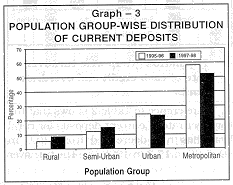 Graph – 3
POPULATION GROUP-WISE DISTRIBUTION
OF CURRENT DEPOSITS
1995-96 1997-98
70
60
50
40
30
20
10
0
Percentage
Rural Semi-Urban Urban Metropolitan
Population Group